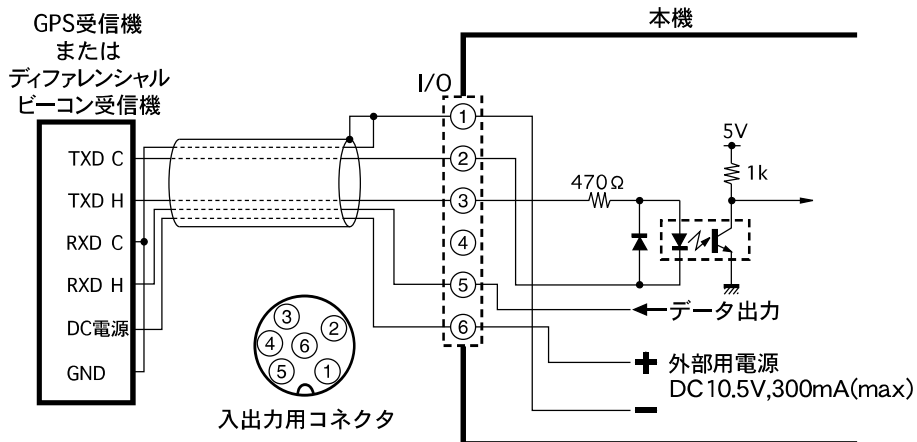 GPS受信機
または
ディファレンシャル
ビーコン受信機
TXD C
TXD H
RXD C
RXD H
DC電源
GND
I/O
1
2
3
4
5
6
本機
470Ω
5V
1k
データ出力
+
外部用電源
DC10.5V,300mA(max)
−
3
2
4
6
5
1
入出力用コネクタ